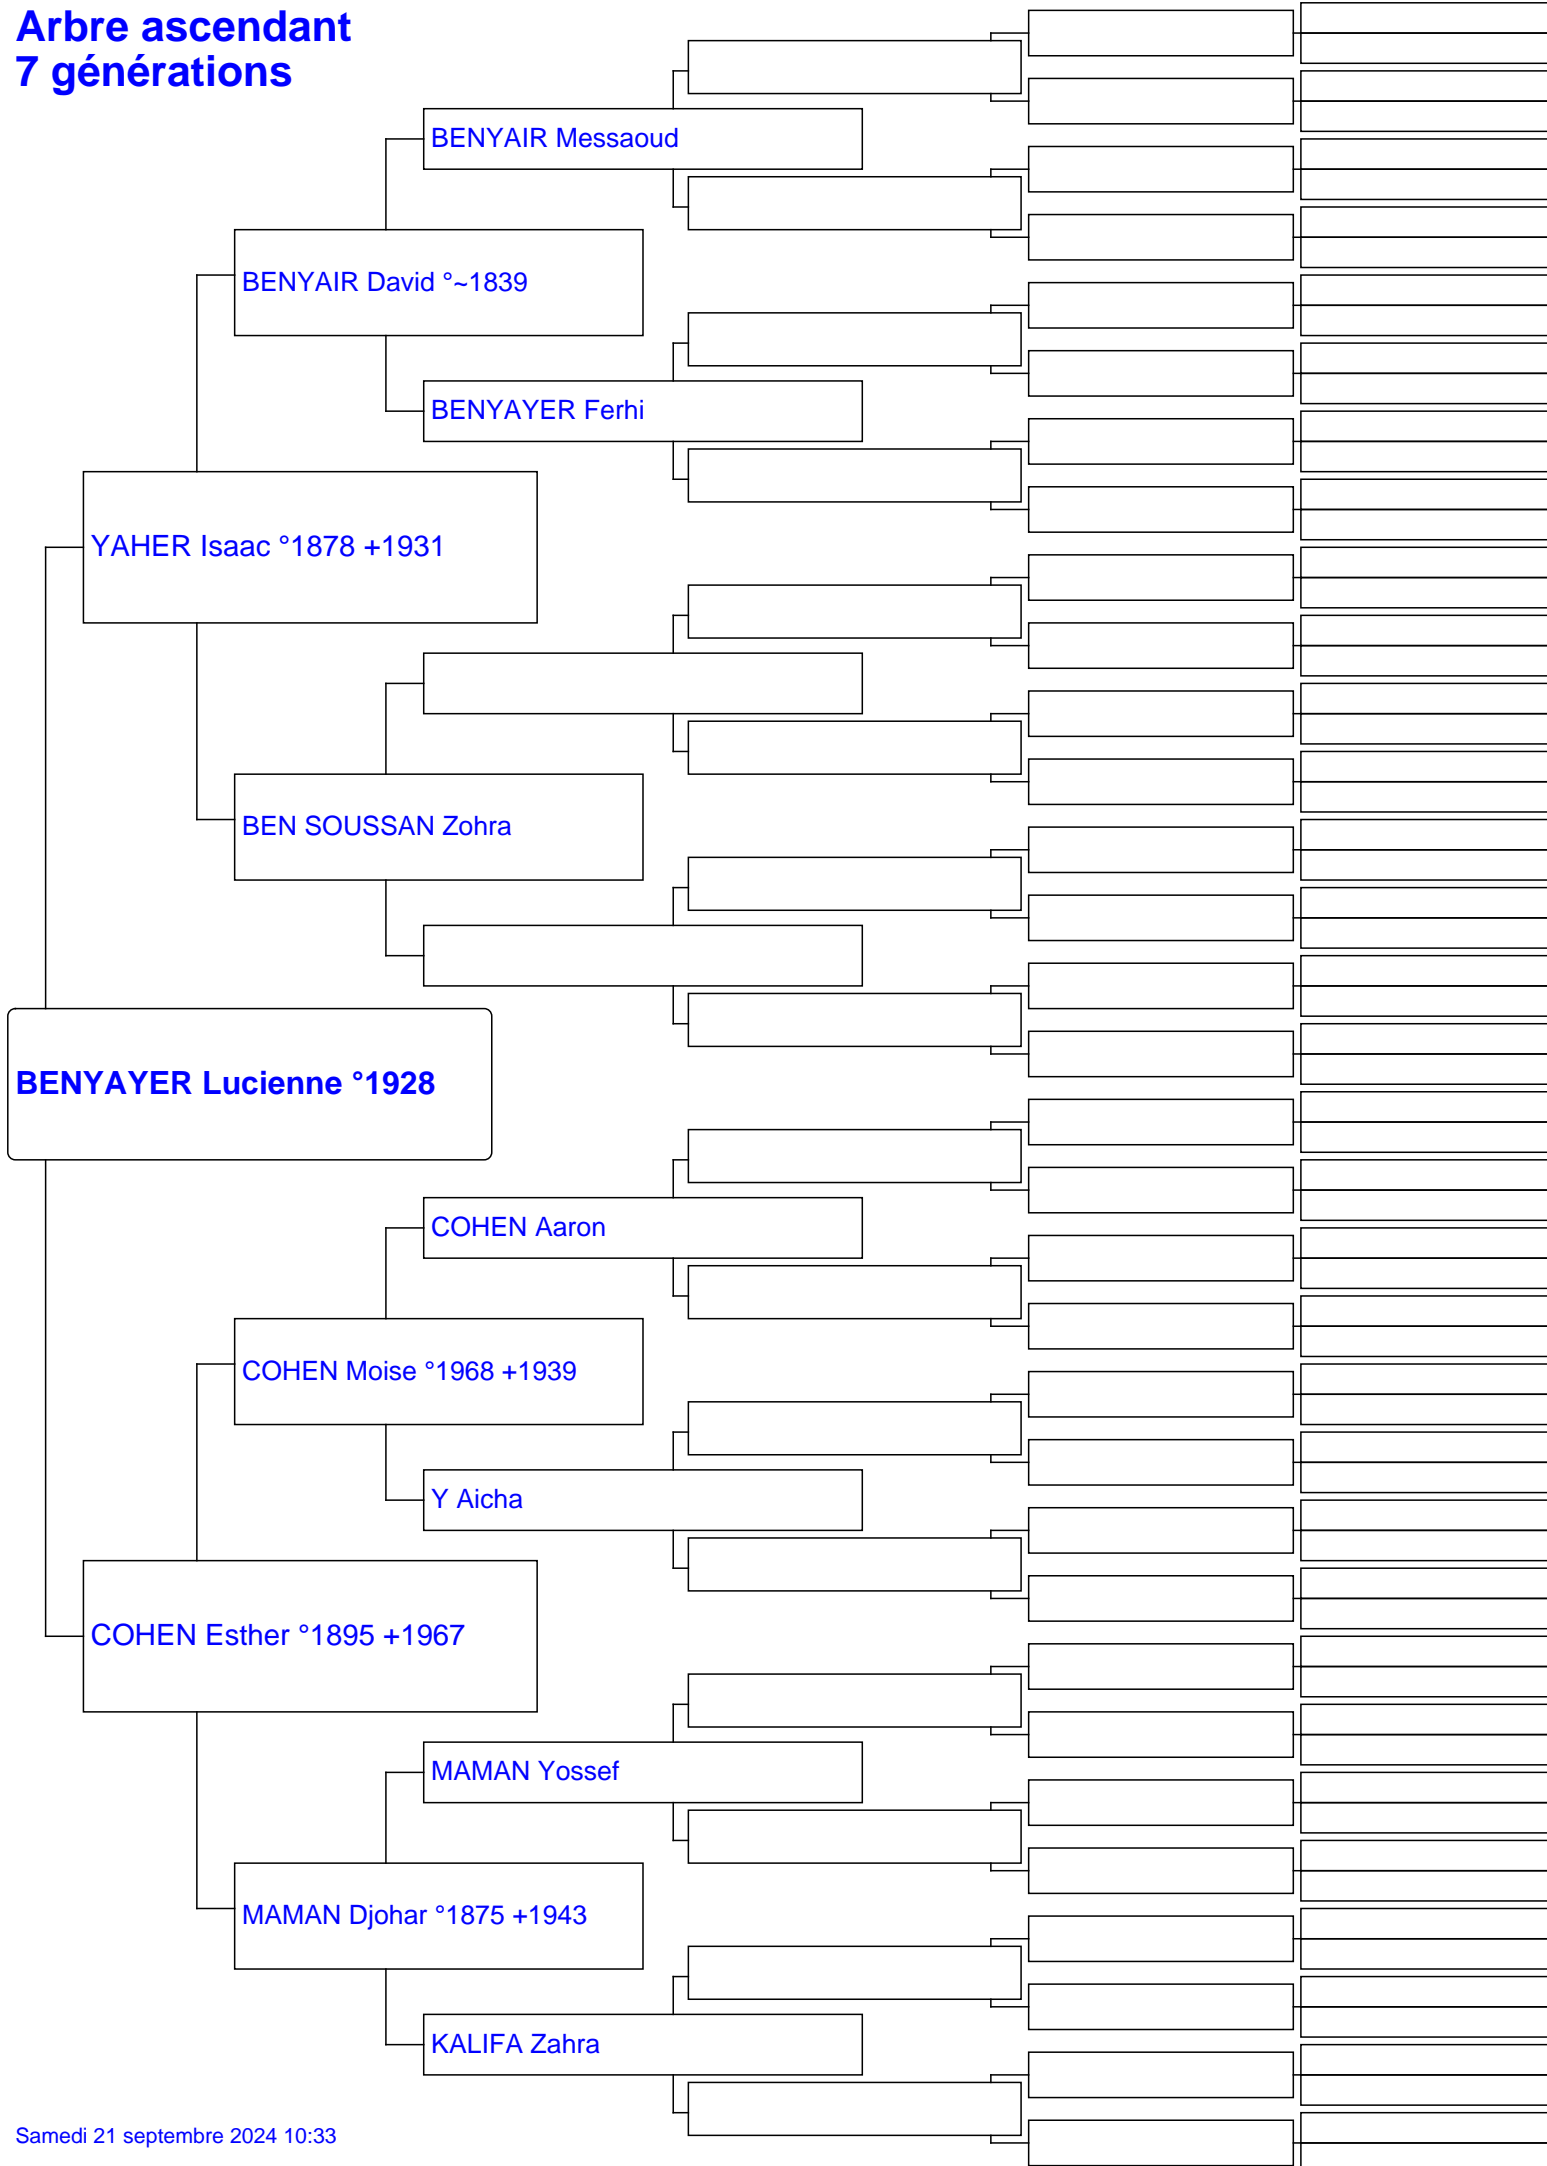 Arbre ascendant
7 générations
BENYAIR Messaoud
BENYAIR David °~1839
BENYAYER Ferhi
YAHER Isaac °1878 +1931
BEN SOUSSAN Zohra
BENYAYER Lucienne °1928
COHEN Aaron
COHEN Moise °1968 +1939
Y Aicha
COHEN Esther °1895 +1967
MAMAN Yossef
MAMAN Djohar °1875 +1943
KALIFA Zahra
Samedi 21 septembre 2024 10:33